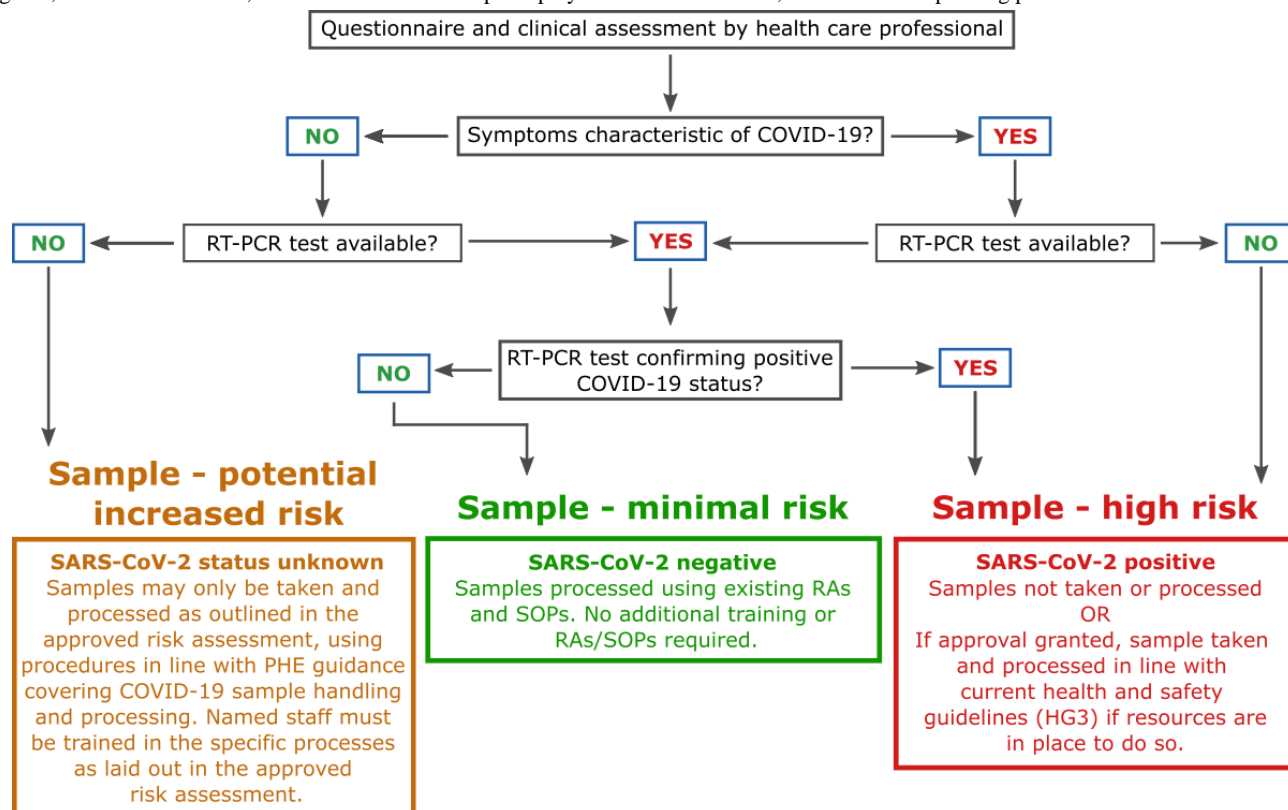 Questionnaire and clinical assessment by health care professional
NO
Symptoms characteristic of COVID-19?
YES
NO
RT-PCR test available?
YES
RT-PCR test available?
NO
NO
RT-PCR test confirming positive
COVID-19 status?
YES
Sample - potential
increased risk
SARS-CoV-2 status unknown
Samples may only be taken and
processed as outlined in the
approved risk assessment, using
procedures in line with PHE guidance
covering COVID-19 sample handling
and processing. Named staff must
be trained in the specific processes
as laid out in the approved
risk assessment.
Sample - minimal risk
SARS-CoV-2 negative
Samples processed using existing RAs
and SOPs. No additional training or
RAs/SOPs required.
Sample - high risk
SARS-CoV-2 positive
Samples not taken or processed
OR
If approval granted, sample taken
and processed in line with
current health and safety
guidelines (HG3) if resources are
in place to do so.